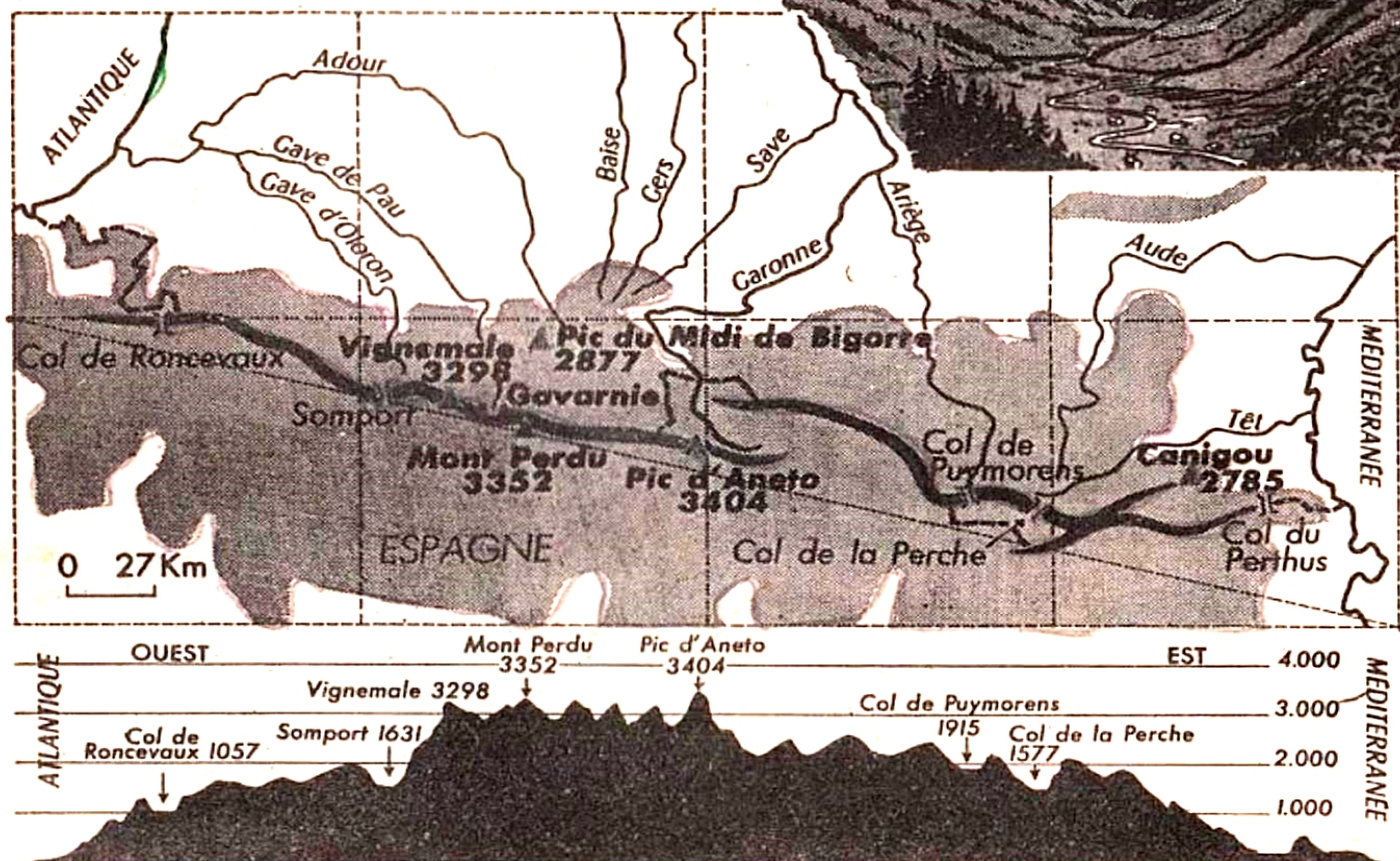 ATLANTIQUE
Adour
Gave de Pau
Gave d'Oloron
Baïse
Gers
Save
Garonne
Ariège
Aude
MÉDITERRANÉE
Col de Roncevaux
Vignemale
3298
Pic du Midi de Bigorre
2877
Gavarnie
Somport
Mont Perdu
3352
Pic d'Aneto
3404
Col de
Puymorens
Têt
Canigou
2785
ESPAGNE
Col de la Perche
Col du
Perthus
0 27 Km
OUEST
Mont Perdu
3352
Pic d'Aneto
3404
EST
4.000
ATLANTIQUE
Vignemale 3298
Col de Puymorens
1915
3.000
Col de
Roncevaux 1057
Somport 1631
Col de la Perche
1577
2.000
1.000
MÉDITERRANÉE